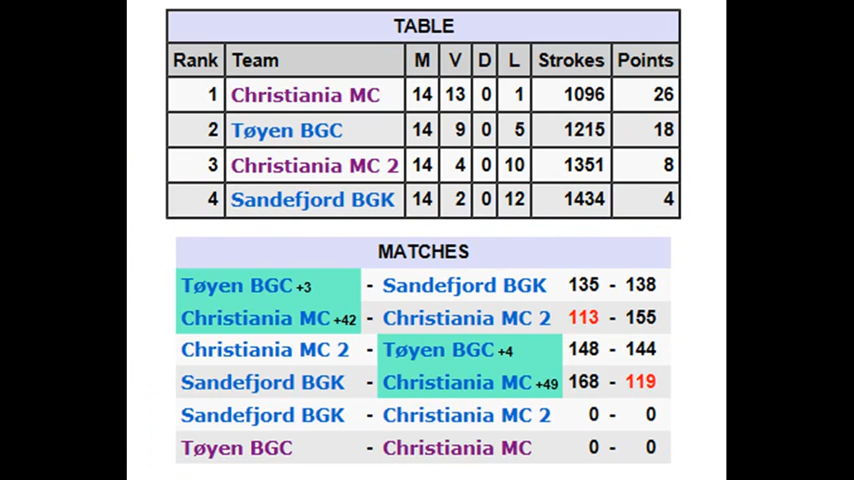 TABLE
Rank Team M V D L Strokes Points
1 Christiania MC 14 13 0 1 1096 26
2 Tøyen BGC 14 9 0 5 1215 18
3 Christiania MC 2 14 4 0 10 1351 8
4 Sandefjord BGK 14 2 0 12 1434 4
MATCHES
Tøyen BGC +3 - Sandefjord BGK 135 - 138
Christiania MC +42 - Christiania MC 2 113 - 155
Christiania MC 2 - Tøyen BGC +4 148 - 144
Sandefjord BGK - Christiania MC +49 168 - 119
Sandefjord BGK - Christiania MC 2 0 - 0
Tøyen BGC - Christiania MC 0 - 0